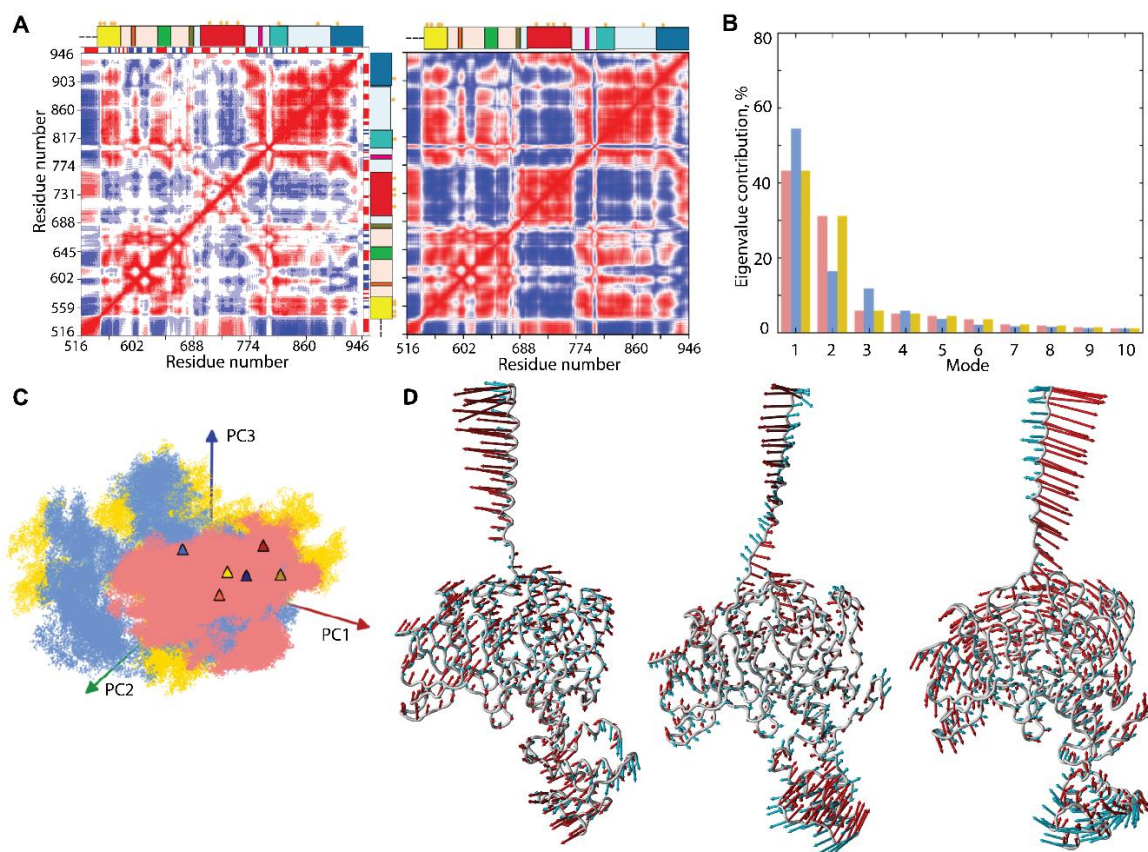 A
B
946
903
860
817
774
731
688
645
602
559
516
Residue number
Residue number
516 602 688 774 860 946
Residue number
516 602 688 774 860 946
Residue number
80
60
40
20
0
Eigenvalue contribution, %
1 2 3 4 5 6 7 8 9 10
Mode
C
D
PC3
PC1
PC2